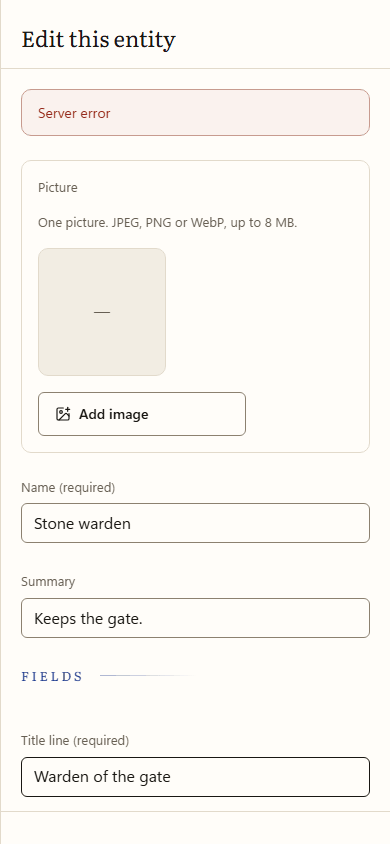 Edit this entity
Server error
Picture
One picture. JPEG, PNG or WebP, up to 8 MB.
—
Add image
Name (required)
Stone warden
Summary
Keeps the gate.
FIELDS
Title line (required)
Warden of the gate